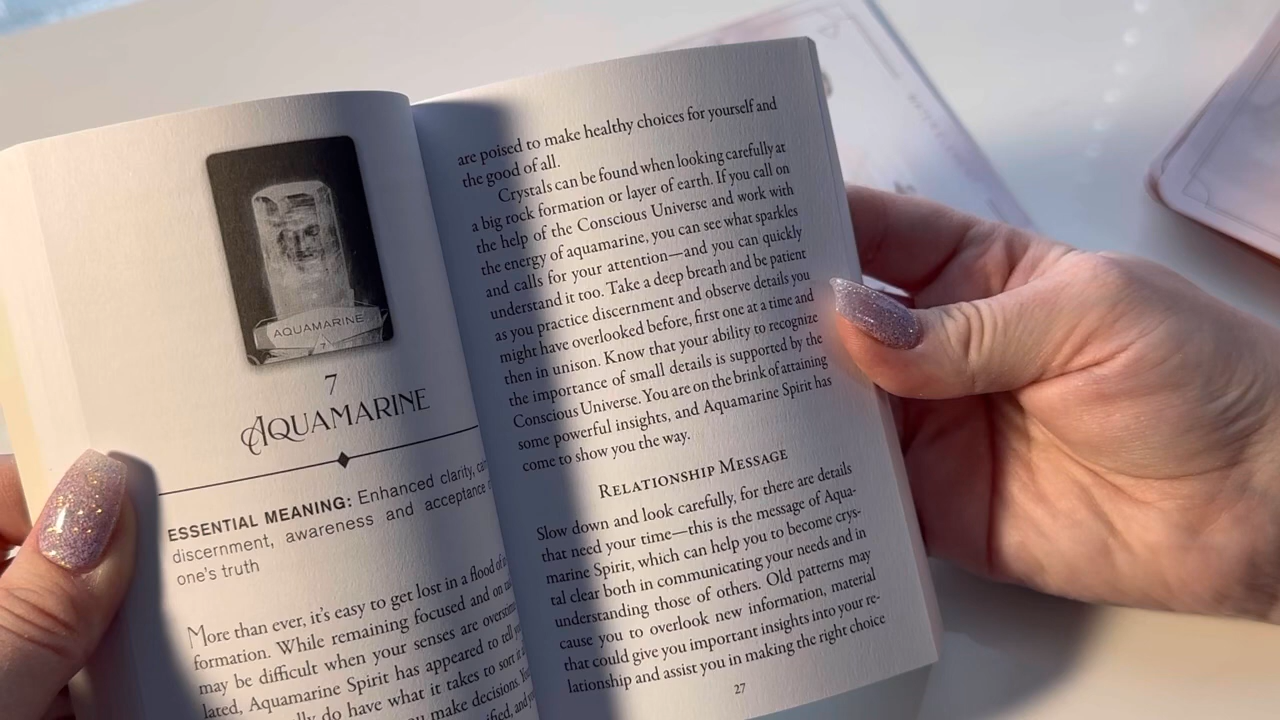 AQUAMARINE
7
7
AQUAMARINE
ESSENTIAL MEANING: Enhanced clarity,
discernment, awareness and acceptance
one's truth
More than ever, it's easy to get lost in a flood
formation. While remaining focused and on
may be difficult when your senses are
lated, Aquamarine Spirit has appeared to tell
do have what it takes to sort it
make decisions.
are poised to make healthy choices for yourself and
the good of all.
Crystals can be found when looking carefully at
a big rock formation or layer of earth. If you call on
the help of the Conscious Universe and work with
the energy of aquamarine, you can see what sparkles
and calls for your attention—and you can quickly
understand it too. Take a deep breath and be patient
as you practice discernment and observe details you
might have overlooked before, first one at a time and
then in unison. Know that your ability to recognize
the importance of small details is supported by the
Conscious Universe. You are on the brink of attaining
some powerful insights, and Aquamarine Spirit has
come to show you the way.
RELATIONSHIP MESSAGE
Slow down and look carefully, for there are details
that need your time—this is the message of Aqua-
marine Spirit, which can help you to become crys-
tal clear both in communicating your needs and in
understanding those of others. Old patterns may
cause you to overlook new information, material
that could give you important insights into your re-
lationship and assist you in making the right choice
27